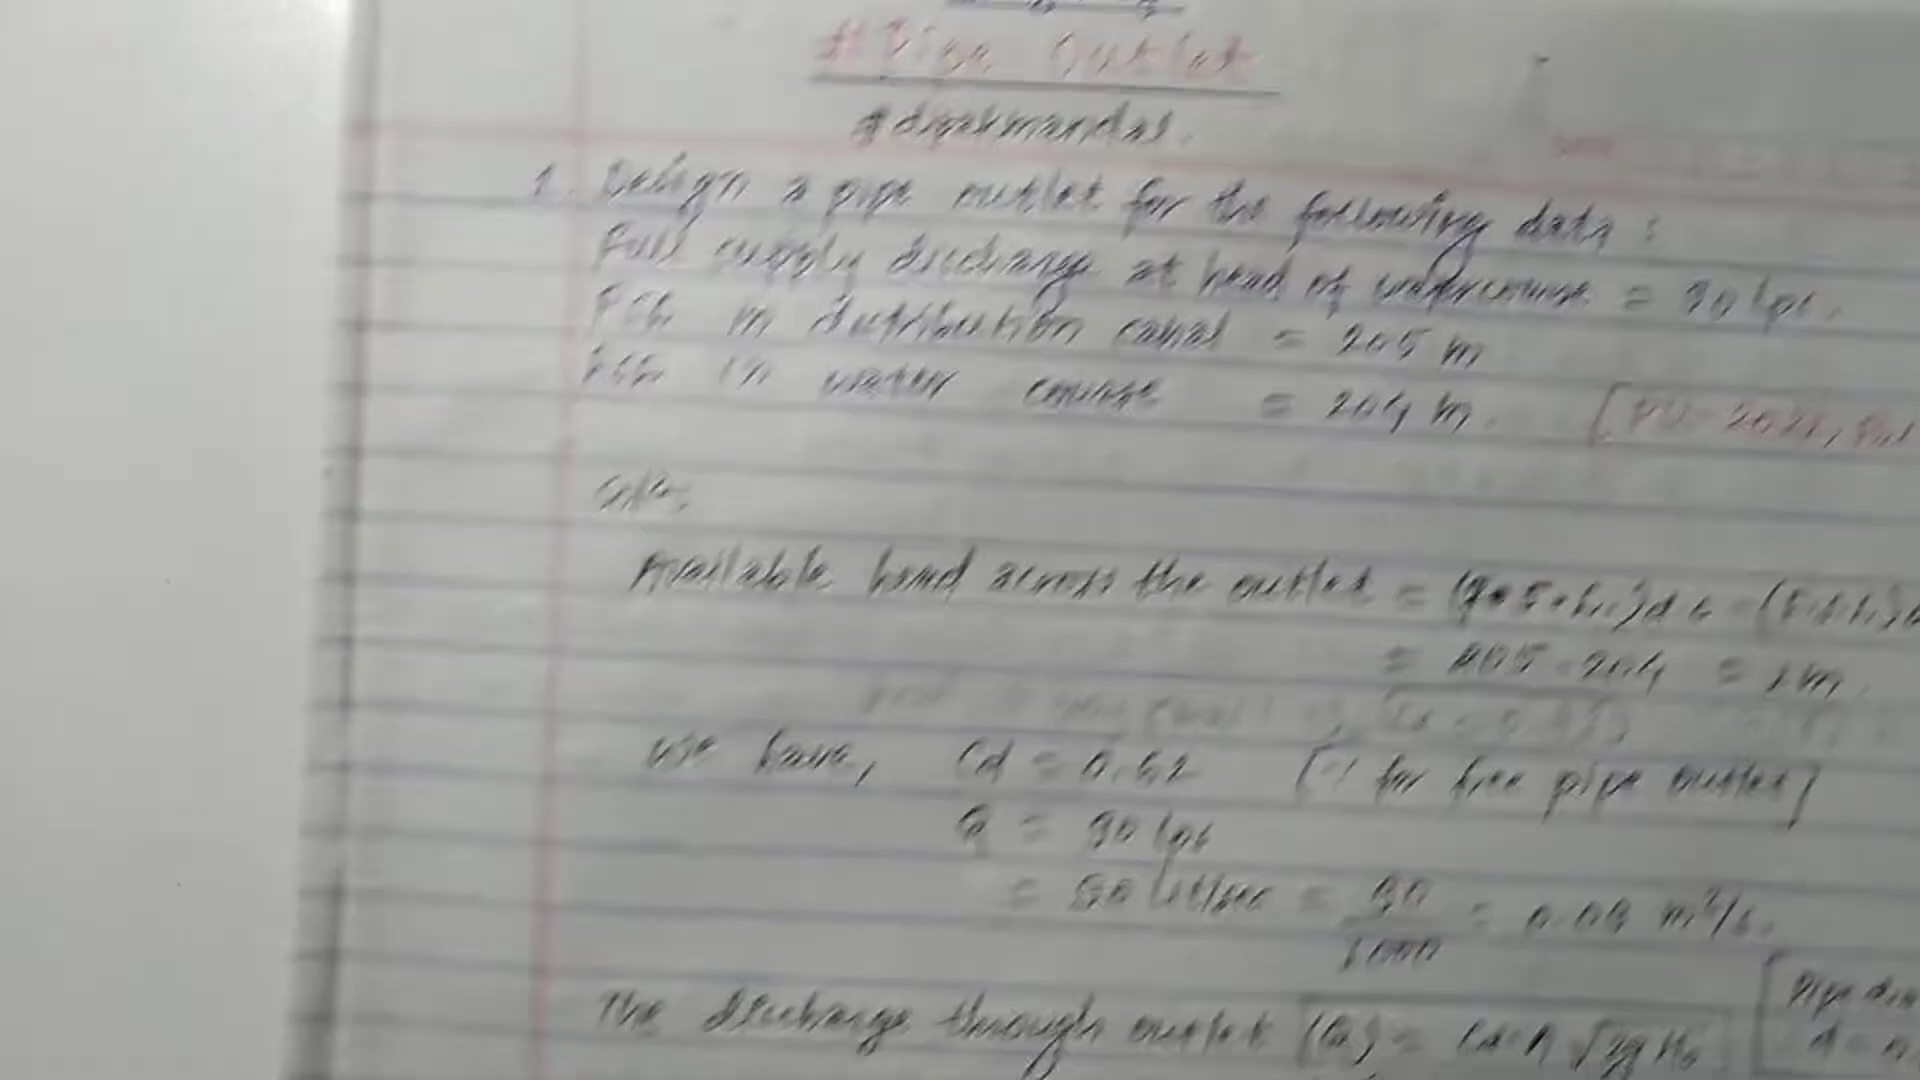 # Pipe Outlet
1. Design a pipe outlet for the following data :
Full supply discharge at head of watercourse = 90 lps.
FSL in distribution canal = 205 m
FSL in water course = 204 m.
Soln:
Available head across the outlet =
= 205 - 204 = 1 m.
We have, Cd = 0.62 [∵ for free pipe outlet]
Q = 90 lps
= 90 lit/sec = 90/1000 = 0.09 m³/s.
The discharge through outlet (Q) = Cd A √2gHo